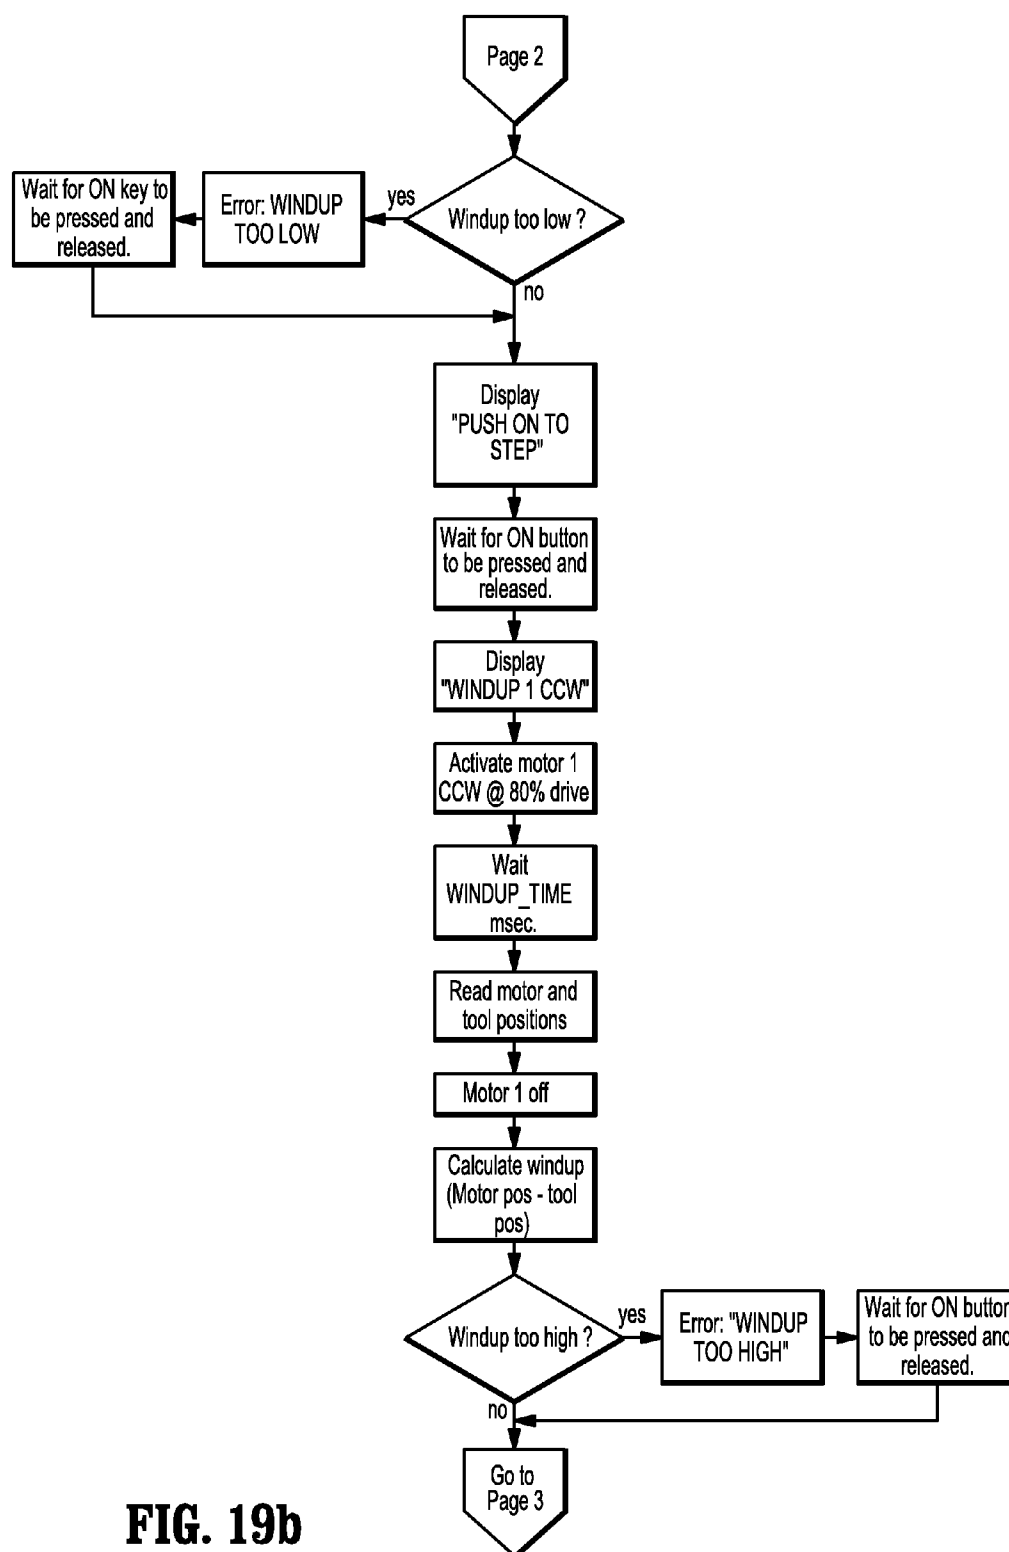 Page 2
Windup too low ?
yes
Error: WINDUP
TOO LOW
Wait for ON key to
be pressed and
released.
no
Display
"PUSH ON TO
STEP"
Wait for ON button
to be pressed and
released.
Display
"WINDUP 1 CCW"
Activate motor 1
CCW @ 80% drive
Wait
WINDUP_TIME
msec.
Read motor and
tool positions
Motor 1 off
Calculate windup
(Motor pos - tool
pos)
Windup too high ?
yes
Error: "WINDUP
TOO HIGH"
Wait for ON button
to be pressed and
released.
no
Go to
Page 3
FIG. 19b